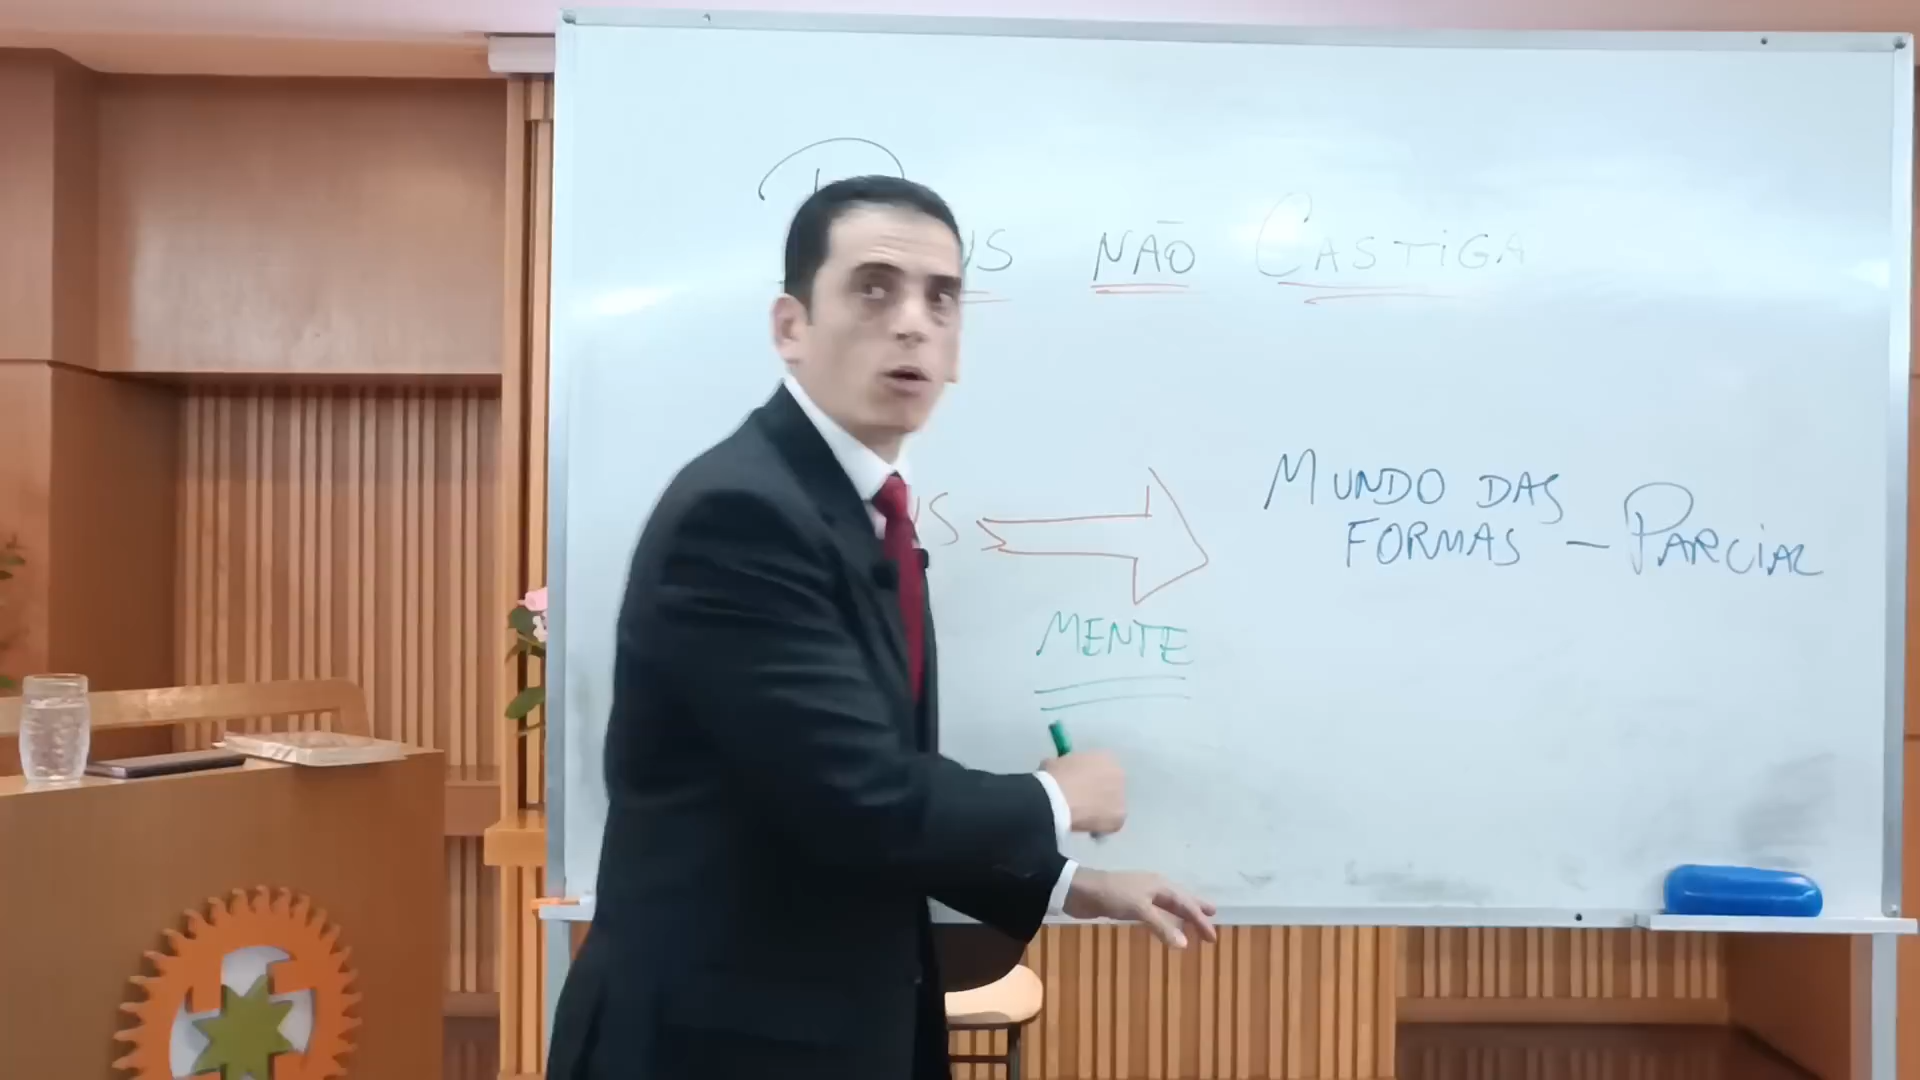 NÃO CASTIGA
MUNDO DAS
FORMAS - PARCIAL
MENTE